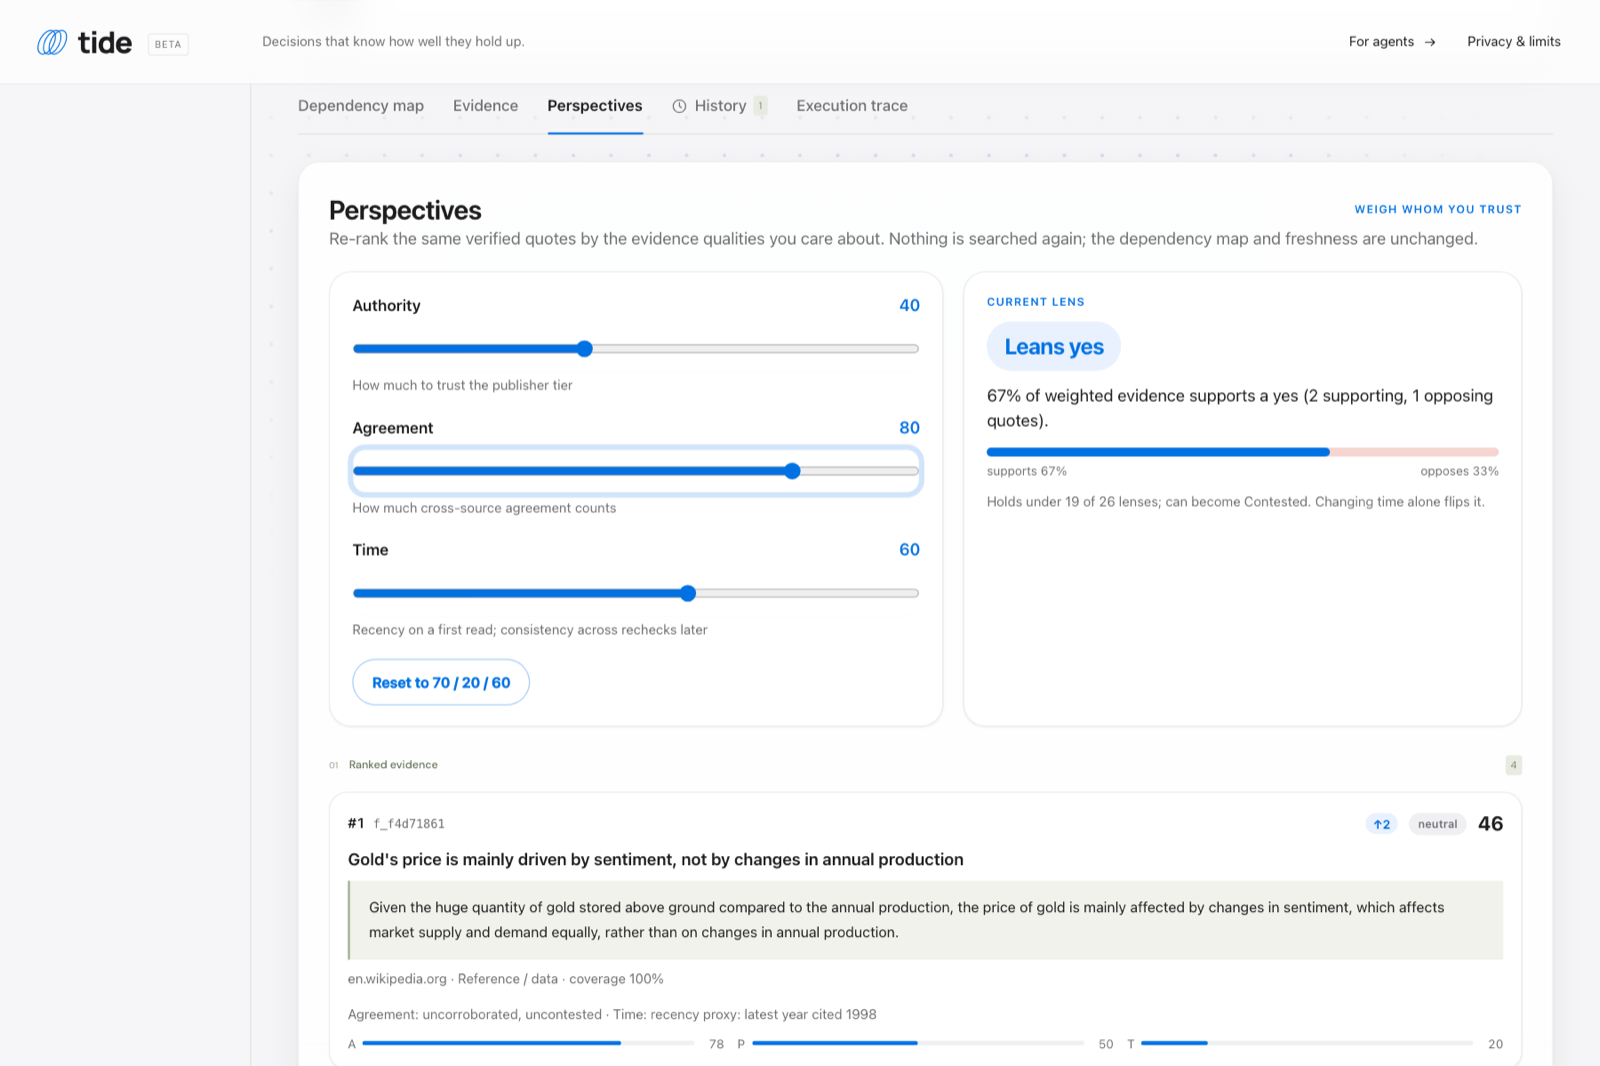 tide BETA
Decisions that know how well they hold up.
For agents →
Privacy & limits
Dependency map
Evidence
Perspectives
History 1
Execution trace
Perspectives
WEIGH WHOM YOU TRUST
Re-rank the same verified quotes by the evidence qualities you care about. Nothing is searched again; the dependency map and freshness are unchanged.
Authority 40
How much to trust the publisher tier
Agreement 80
How much cross-source agreement counts
Time 60
Recency on a first read; consistency across rechecks later
Reset to 70 / 20 / 60
CURRENT LENS
Leans yes
67% of weighted evidence supports a yes (2 supporting, 1 opposing
quotes).
supports 67%
opposes 33%
Holds under 19 of 26 lenses; can become Contested. Changing time alone flips it.
01 Ranked evidence 4
#1 f_f4d71861
↑2 neutral 46
Gold's price is mainly driven by sentiment, not by changes in annual production
Given the huge quantity of gold stored above ground compared to the annual production, the price of gold is mainly affected by changes in sentiment, which affects
market supply and demand equally, rather than on changes in annual production.
en.wikipedia.org · Reference / data · coverage 100%
Agreement: uncorroborated, uncontested · Time: recency proxy: latest year cited 1998
A 78 P 50 T 20